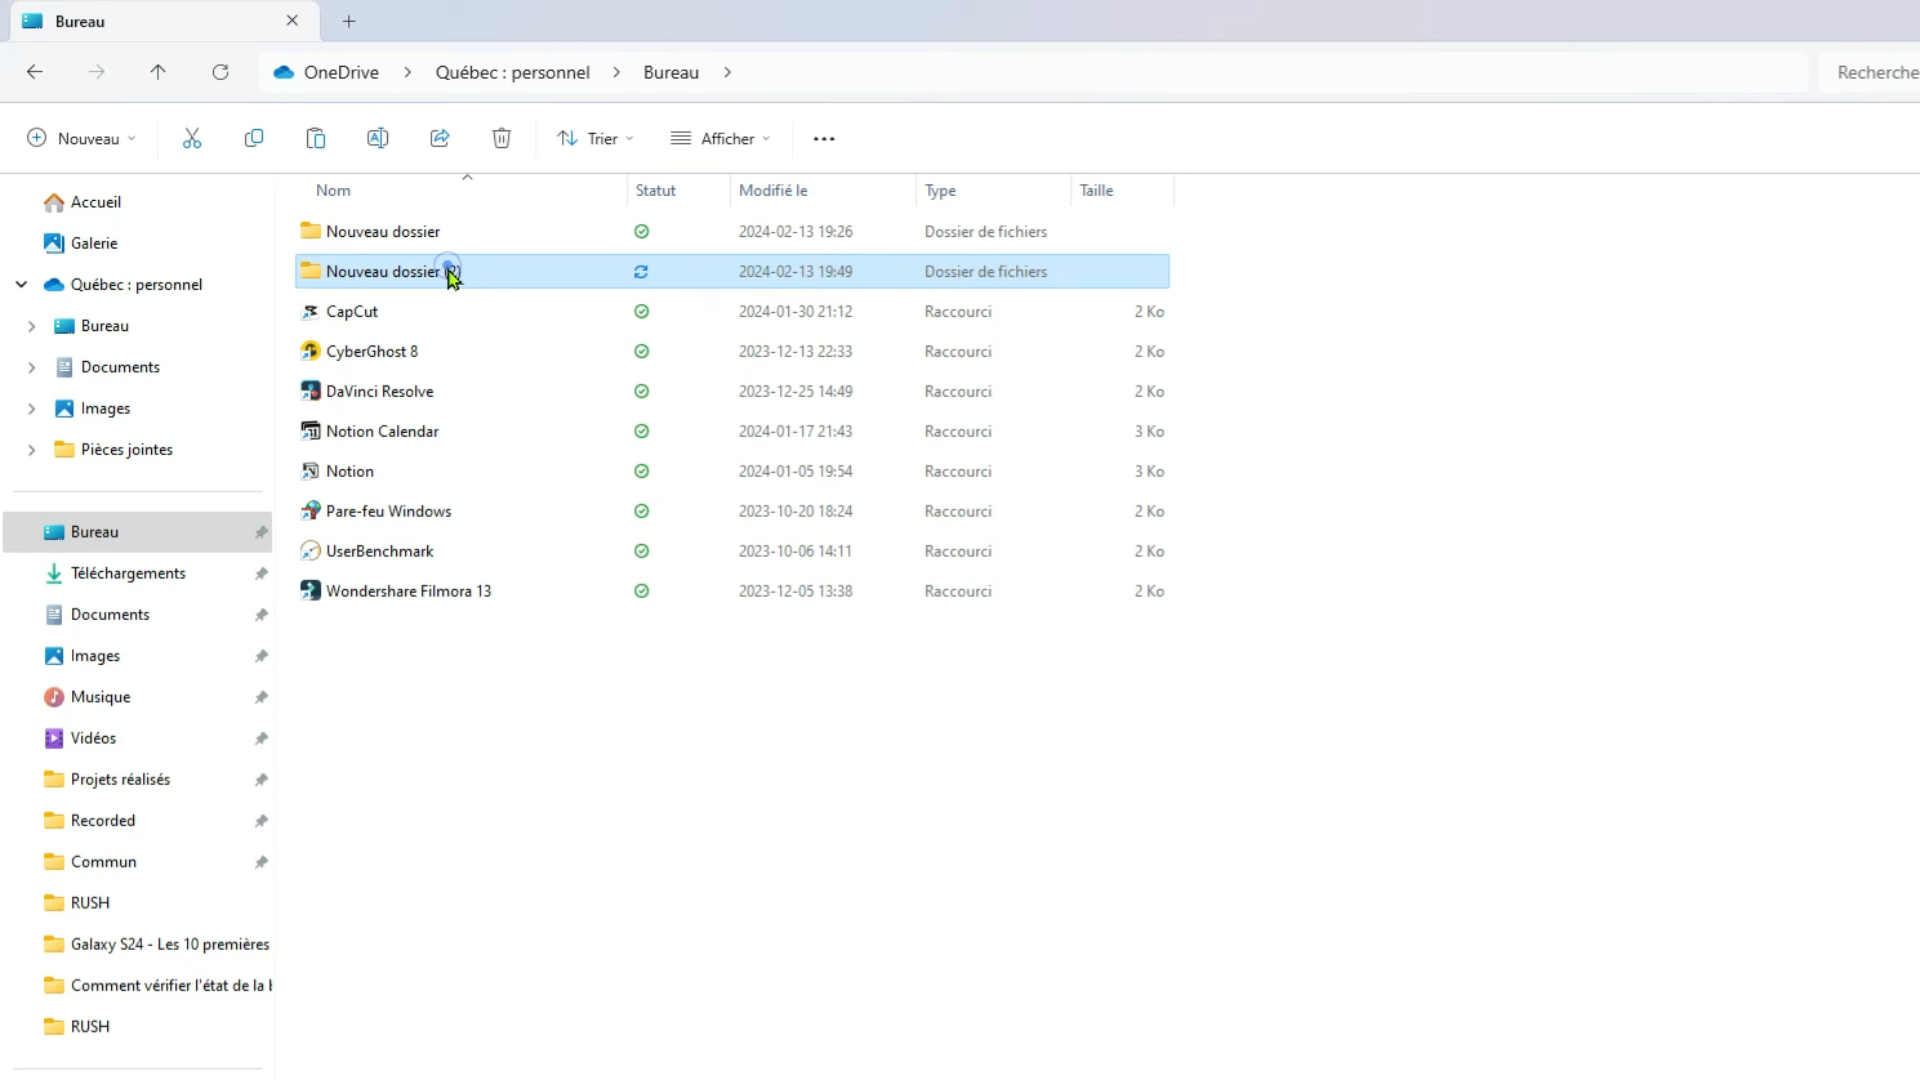 Bureau
OneDrive > Québec : personnel > Bureau >
Recherche
Nouveau
Trier
Afficher
Nom Statut Modifié le Type Taille
Nouveau dossier 2024-02-13 19:26 Dossier de fichiers
Nouveau dossier 2024-02-13 19:49 Dossier de fichiers
CapCut 2024-01-30 21:12 Raccourci 2 Ko
CyberGhost 8 2023-12-13 22:33 Raccourci 2 Ko
DaVinci Resolve 2023-12-25 14:49 Raccourci 2 Ko
Notion Calendar 2024-01-17 21:43 Raccourci 3 Ko
Notion 2024-01-05 19:54 Raccourci 3 Ko
Pare-feu Windows 2023-10-20 18:24 Raccourci 2 Ko
UserBenchmark 2023-10-06 14:11 Raccourci 2 Ko
Wondershare Filmora 13 2023-12-05 13:38 Raccourci 2 Ko
Accueil
Galerie
Québec : personnel
Bureau
Documents
Images
Pièces jointes
Bureau
Téléchargements
Documents
Images
Musique
Vidéos
Projets réalisés
Recorded
Commun
RUSH
Galaxy S24 - Les 10 premières
Comment vérifier l'état de la
RUSH